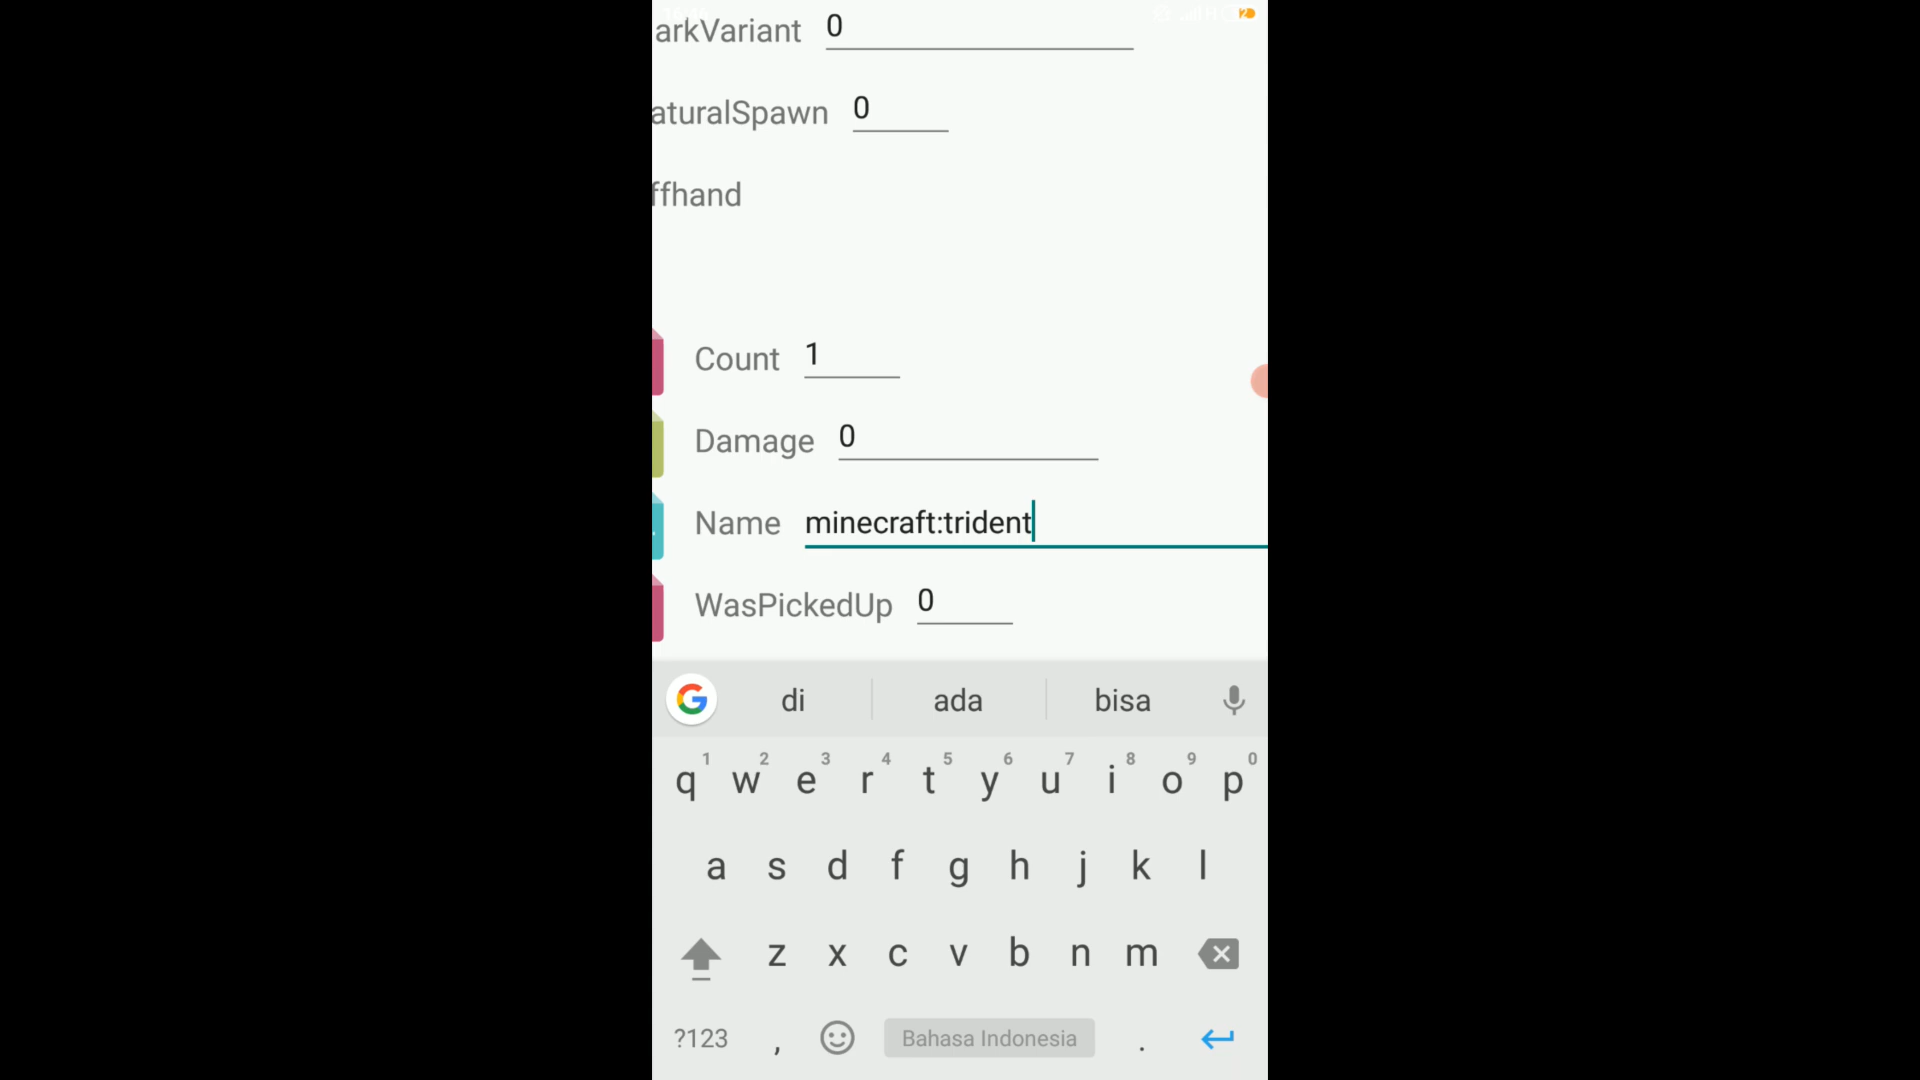 arkVariant 0
aturalSpawn 0
ffhand
Count 1
Damage 0
Name minecraft:trident
WasPickedUp 0
di ada bisa
1 2 3 4 5 6 7 8 9 0
q w e r t y u i o p
a s d f g h j k l
z x c v b n m
?123 , Bahasa Indonesia .